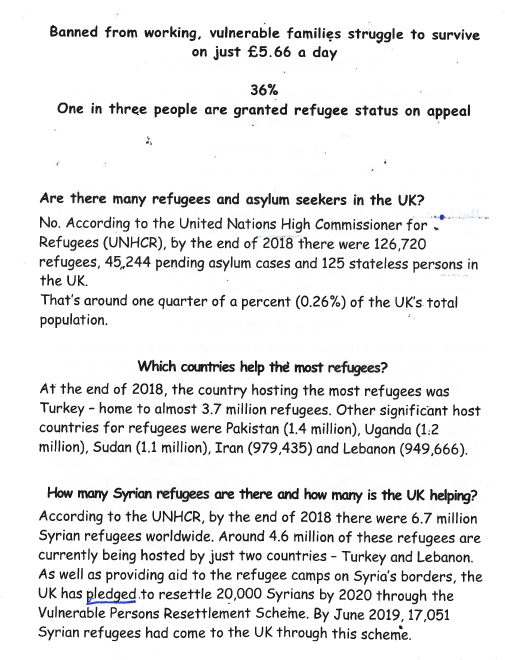 Banned from working, vulnerable families struggle to survive
on just £5.66 a day
36%
One in three people are granted refugee status on appeal
Are there many refugees and asylum seekers in the UK?
No. According to the United Nations High Commissioner for
Refugees (UNHCR), by the end of 2018 there were 126,720
refugees, 45,244 pending asylum cases and 125 stateless persons in
the UK.
That's around one quarter of a percent (0.26%) of the UK's total
population.
Which countries help the most refugees?
At the end of 2018, the country hosting the most refugees was
Turkey – home to almost 3.7 million refugees. Other significant host
countries for refugees were Pakistan (1.4 million), Uganda (1.2
million), Sudan (1.1 million), Iran (979,435) and Lebanon (949,666).
How many Syrian refugees are there and how many is the UK helping?
According to the UNHCR, by the end of 2018 there were 6.7 million
Syrian refugees worldwide. Around 4.6 million of these refugees are
currently being hosted by just two countries – Turkey and Lebanon.
As well as providing aid to the refugee camps on Syria's borders, the
UK has pledged to resettle 20,000 Syrians by 2020 through the
Vulnerable Persons Resettlement Scheme. By June 2019, 17,051
Syrian refugees had come to the UK through this scheme.